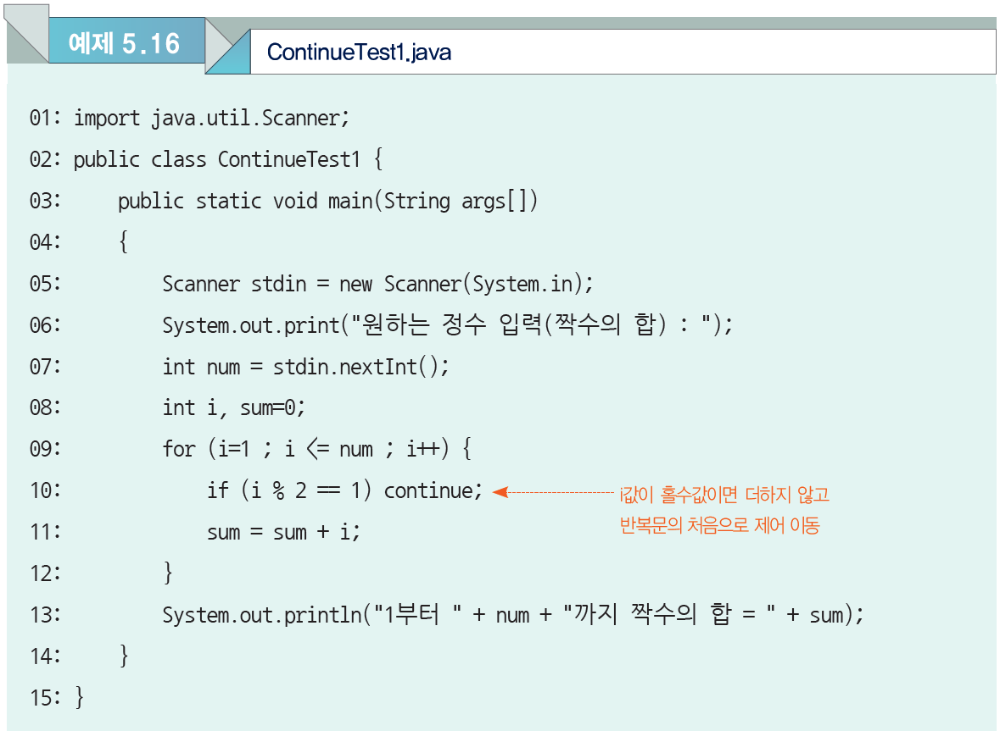 예제 5.16
ContinueTest1.java
01: import java.util.Scanner;
02: public class ContinueTest1 {
03:     public static void main(String args[])
04:     {
05:         Scanner stdin = new Scanner(System.in);
06:         System.out.print("원하는 정수 입력(짝수의 합) : ");
07:         int num = stdin.nextInt();
08:         int i, sum=0;
09:         for (i=1 ; i <= num ; i++) {
10:             if (i % 2 == 1) continue; i값이 홀수값이면 더하지 않고
반복문의 처음으로 제어 이동
11:             sum = sum + i;
12:         }
13:         System.out.println("1부터 " + num + "까지 짝수의 합 = " + sum);
14:     }
15: }